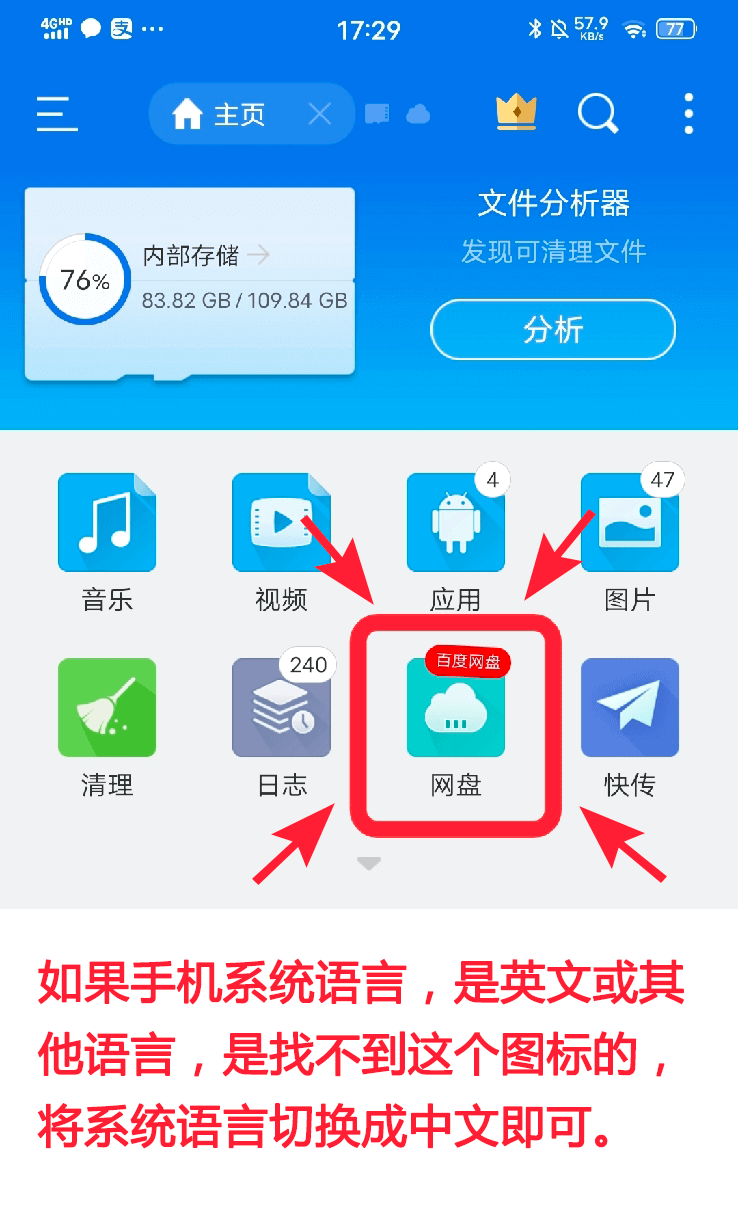 4GHD 支 ··· 17:29 57.9 KB/s 77
主页
文件分析器
发现可清理文件
内部存储
76%
83.82 GB / 109.84 GB
分析
4
47
音乐 视频 应用 图片
240
百度网盘
清理 日志 网盘 快传
如果手机系统语言，是英文或其
他语言，是找不到这个图标的，
将系统语言切换成中文即可。